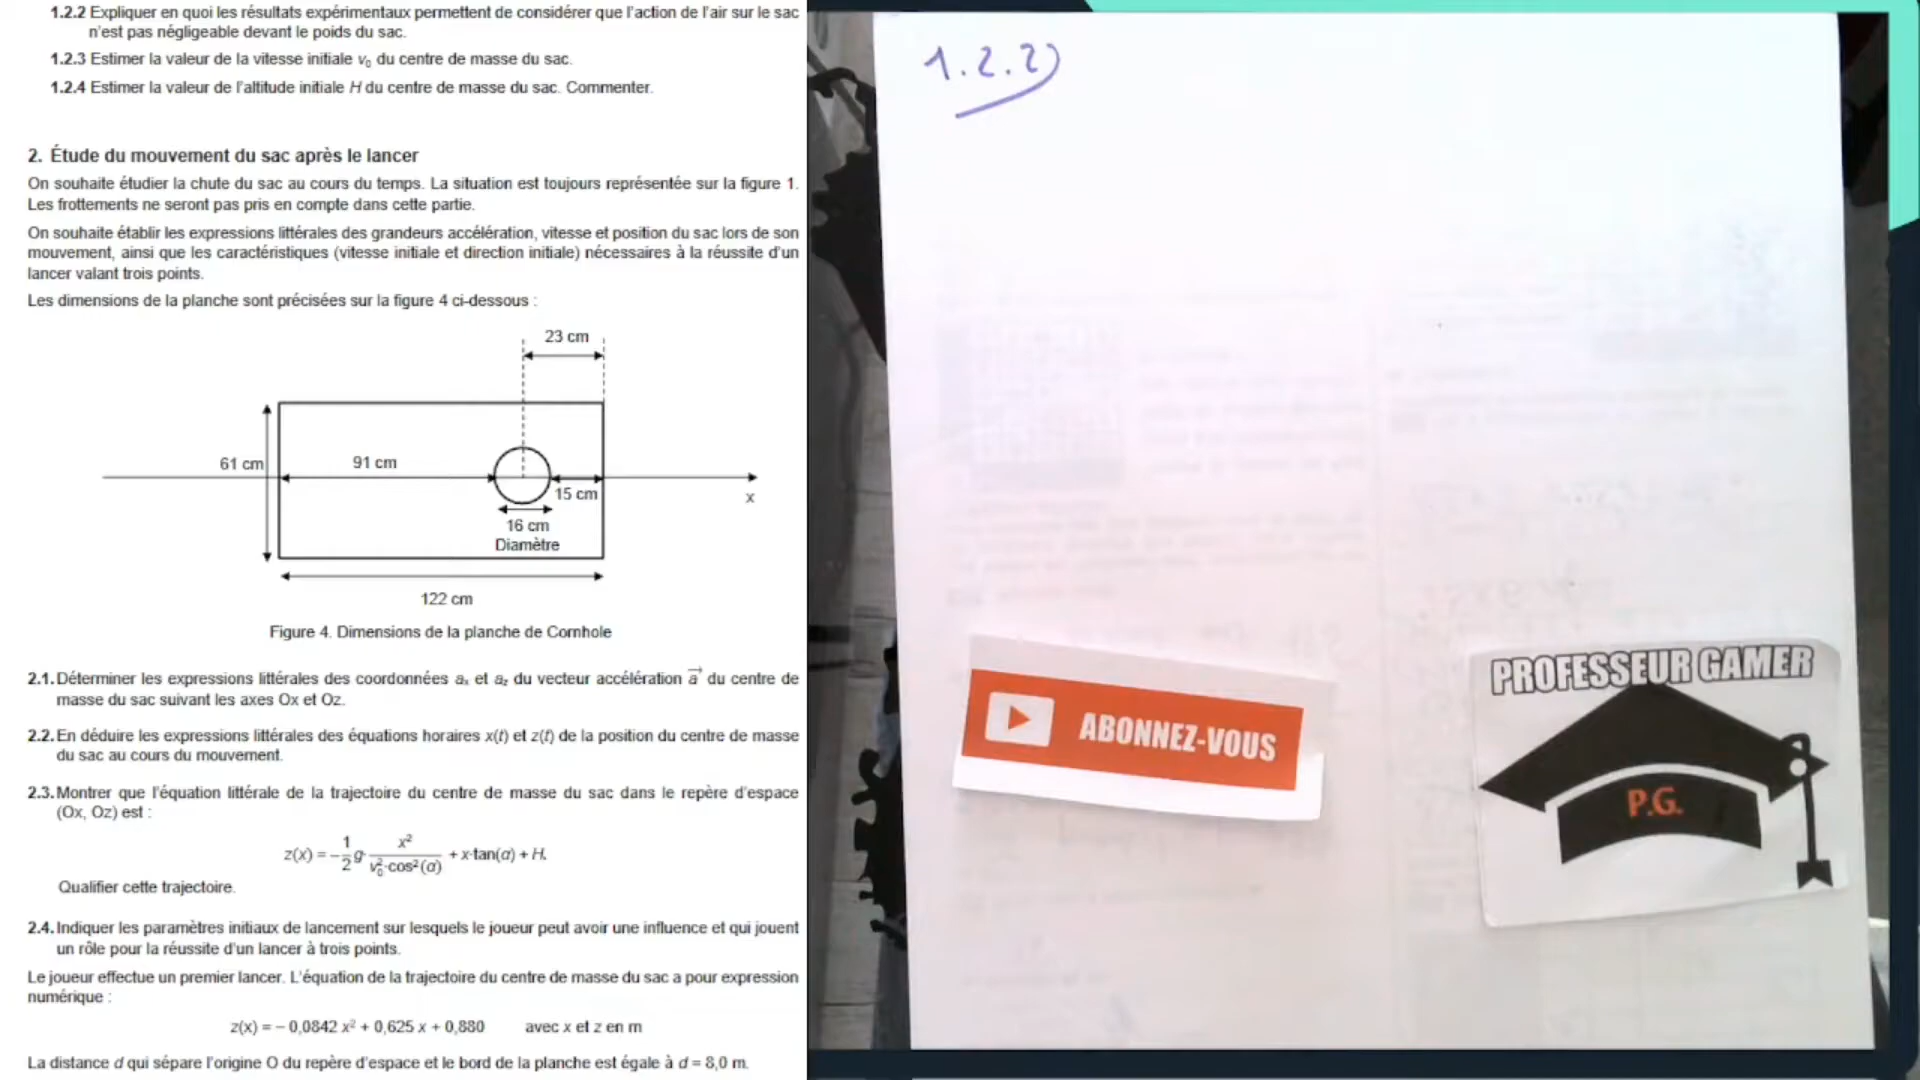 1.2.2 Expliquer en quoi les résultats expérimentaux permettent de considérer que l'action de l'air sur le sac
n'est pas négligeable devant le poids du sac.
1.2.3 Estimer la valeur de la vitesse initiale v₀ du centre de masse du sac.
1.2.4 Estimer la valeur de l'altitude initiale H du centre de masse du sac. Commenter.
2. Étude du mouvement du sac après le lancer
On souhaite étudier la chute du sac au cours du temps. La situation est toujours représentée sur la figure 1.
Les frottements ne seront pas pris en compte dans cette partie.
On souhaite établir les expressions littérales des grandeurs accélération, vitesse et position du sac lors de son
mouvement, ainsi que les caractéristiques (vitesse initiale et direction initiale) nécessaires à la réussite d'un
lancer valant trois points.
Les dimensions de la planche sont précisées sur la figure 4 ci-dessous :
23 cm
61 cm
91 cm
15 cm
x
16 cm
Diamètre
122 cm
Figure 4. Dimensions de la planche de Cornhole
2.1. Déterminer les expressions littérales des coordonnées aₓ et a_z du vecteur accélération a⃗ du centre de
masse du sac suivant les axes Ox et Oz.
2.2. En déduire les expressions littérales des équations horaires x(t) et z(t) de la position du centre de masse
du sac au cours du mouvement.
2.3. Montrer que l'équation littérale de la trajectoire du centre de masse du sac dans le repère d'espace
(Ox, Oz) est :
z(x) = −1/2 g· x²/(v₀²·cos²(α)) + x·tan(α) + H.
Qualifier cette trajectoire.
2.4. Indiquer les paramètres initiaux de lancement sur lesquels le joueur peut avoir une influence et qui jouent
un rôle pour la réussite d'un lancer à trois points.
Le joueur effectue un premier lancer. L'équation de la trajectoire du centre de masse du sac a pour expression
numérique :
z(x) = − 0,0842 x² + 0,625 x + 0,880 avec x et z en m
La distance d qui sépare l'origine O du repère d'espace et le bord de la planche est égale à d = 8,0 m.
1.2.2)
ABONNEZ-VOUS
PROFESSEUR GAMER
P.G.